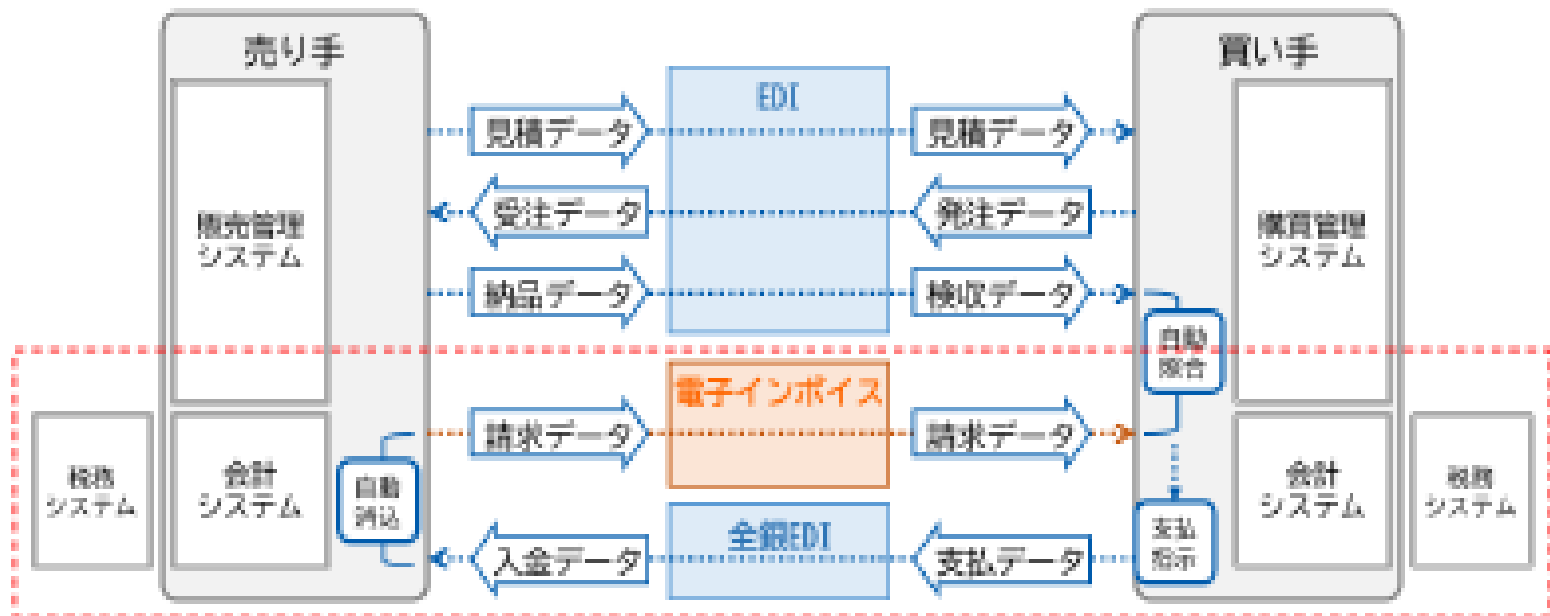 売り手
買い手
EDI
見積データ
見積データ
受注データ
発注データ
販売管理
システム
購買管理
システム
納品データ
検収データ
自動
照合
電子インボイス
請求データ
請求データ
税務
システム
会計
システム
自動
消込
会計
システム
税務
システム
全銀EDI
入金データ
支払データ
支払
指示